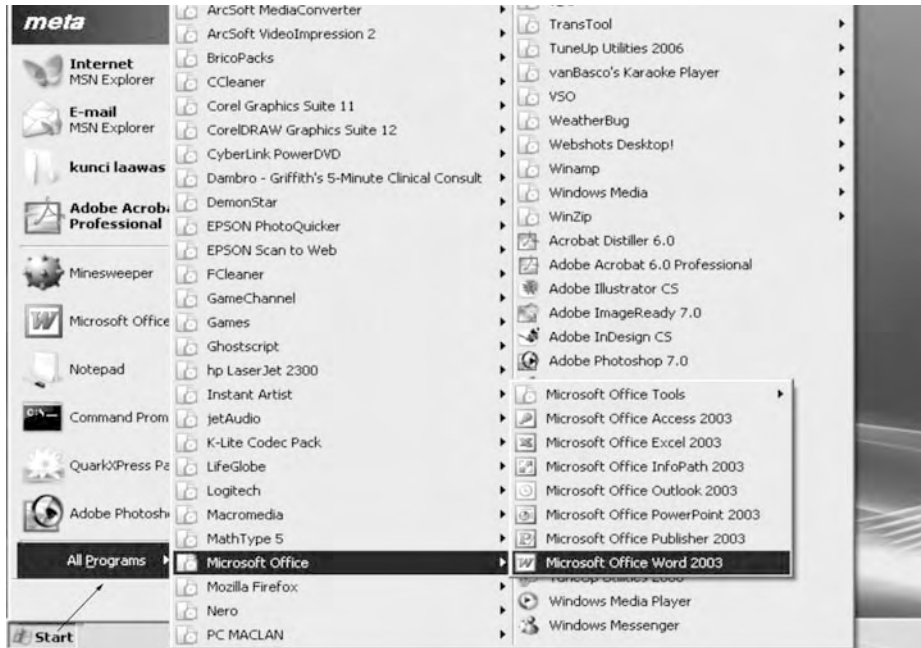 meta
Internet
MSN Explorer
E-mail
MSN Explorer
kunci laawas
Adobe Acroba
Professional
Minesweeper
Microsoft Office
Notepad
Command Prom
QuarkXPress Pa
Adobe Photosh
All Programs
Start
ArcSoft MediaConverter
ArcSoft VideoImpression 2
BricoPacks
CCleaner
Corel Graphics Suite 11
CorelDRAW Graphics Suite 12
CyberLink PowerDVD
Dambro - Griffith's 5-Minute Clinical Consult
DemonStar
EPSON PhotoQuicker
EPSON Scan to Web
FCleaner
GameChannel
Games
Ghostscript
hp LaserJet 2300
Instant Artist
jetAudio
K-Lite Codec Pack
LifeGlobe
Logitech
Macromedia
MathType 5
Microsoft Office
Mozilla Firefox
Nero
PC MACLAN
TransTool
TuneUp Utilities 2006
vanBasco's Karaoke Player
VSO
WeatherBug
Webshots Desktop!
Winamp
Windows Media
WinZip
Acrobat Distiller 6.0
Adobe Acrobat 6.0 Professional
Adobe Illustrator CS
Adobe ImageReady 7.0
Adobe InDesign CS
Adobe Photoshop 7.0
Microsoft Office Tools
Microsoft Office Access 2003
Microsoft Office Excel 2003
Microsoft Office InfoPath 2003
Microsoft Office Outlook 2003
Microsoft Office PowerPoint 2003
Microsoft Office Publisher 2003
Microsoft Office Word 2003
TuneUp Utilities 2006
Windows Media Player
Windows Messenger